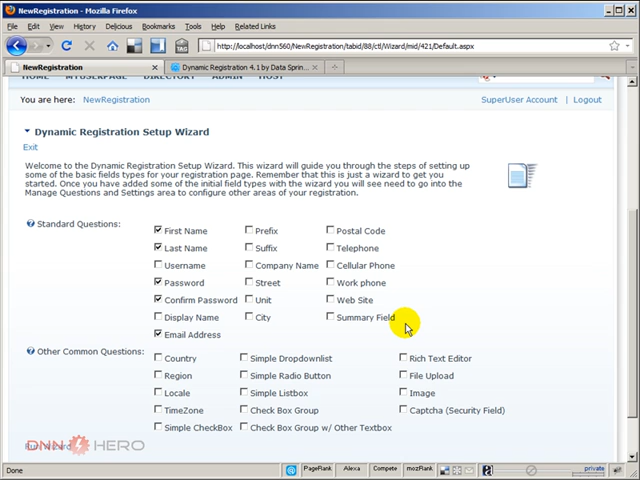 NewRegistration - Mozilla Firefox
File Edit View History Delicious Bookmarks Tools Help
http://localhost/dnn560/NewRegistration/tabid/88/ctl/Wizard/mid/421/Default.aspx
NewRegistration
Dynamic Registration 4.1 by Data Sprin...
HOME MYUSERPAGE DIRECTORY ADMIN HOST
You are here: NewRegistration SuperUser Account | Logout
Dynamic Registration Setup Wizard
Exit
Welcome to the Dynamic Registration Setup Wizard. This wizard will guide you through the steps of setting up
some of the basic fields types for your registration page. Remember that this is just a wizard to get you
started. Once you have added some of the initial field types with the wizard you will see need to go into the
Manage Questions and Settings area to configure other areas of your registration.
Standard Questions:
First Name Prefix Postal Code
Last Name Suffix Telephone
Username Company Name Cellular Phone
Password Street Work phone
Confirm Password Unit Web Site
Display Name City Summary Field
Email Address
Other Common Questions:
Country Simple Dropdownlist Rich Text Editor
Region Simple Radio Button File Upload
Locale Simple Listbox Image
TimeZone Check Box Group Captcha (Security Field)
Simple CheckBox Check Box Group w/ Other Textbox
Run Wizard
DNN HERO
Done PageRank Alexa Compete mozRank